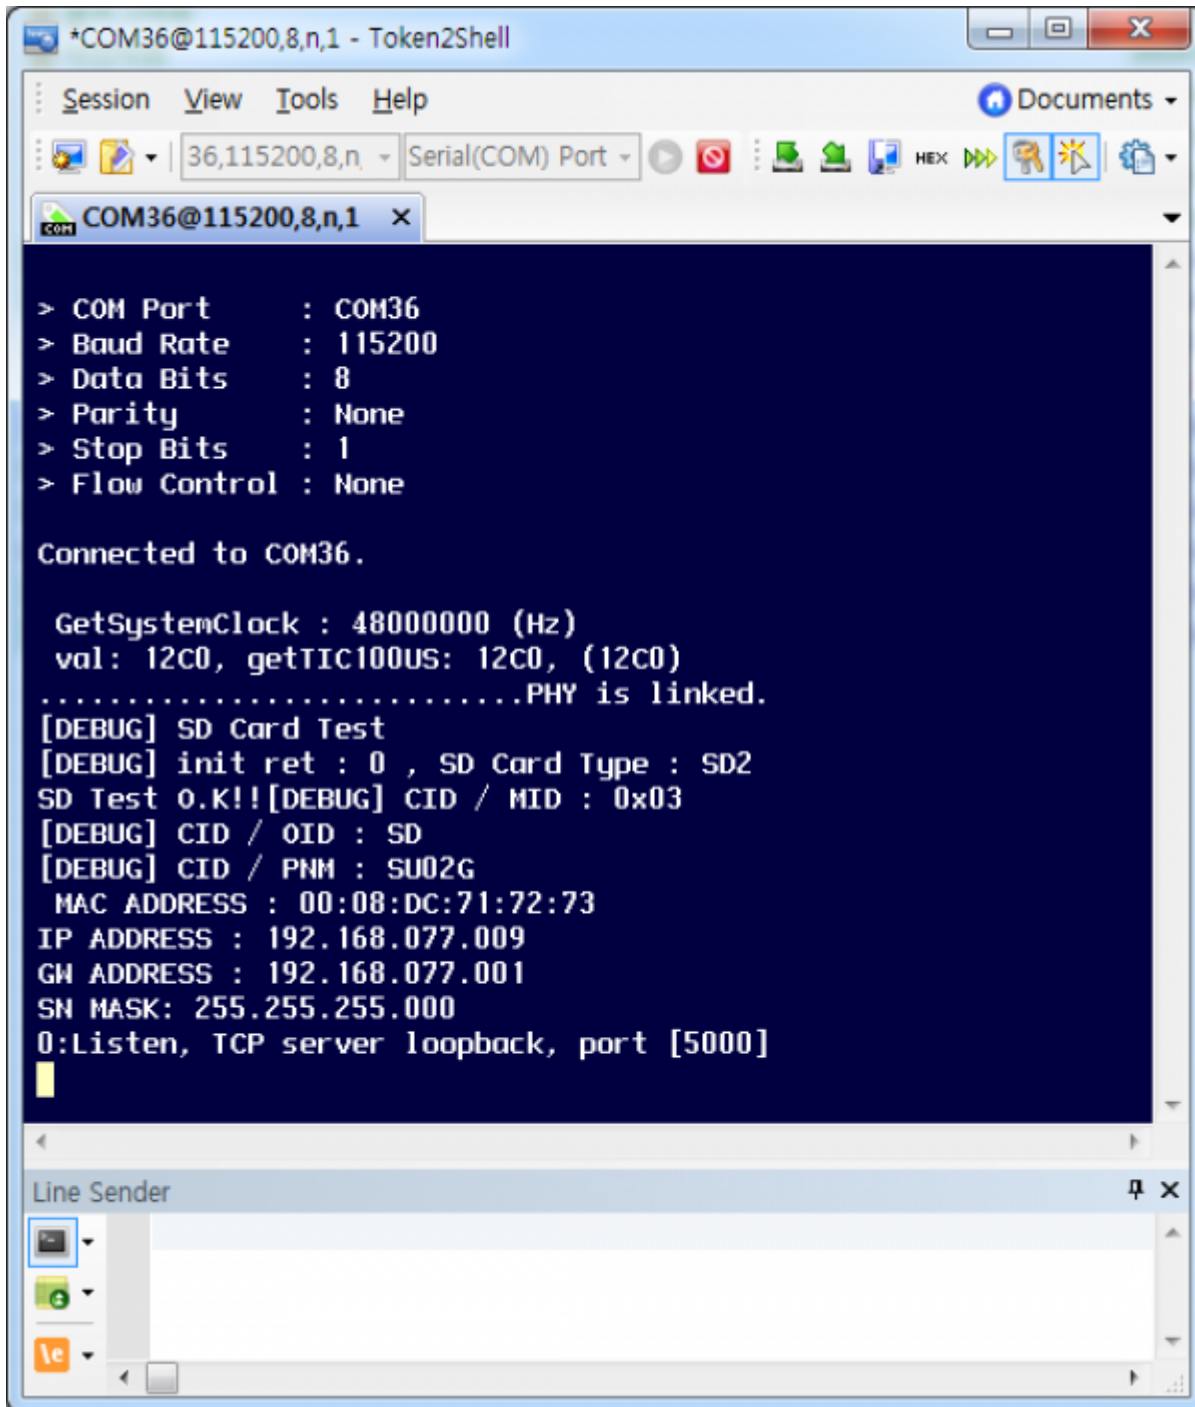 *COM36@115200,8,n,1 - Token2Shell
Session View Tools Help Documents
36,115200,8,n, Serial(COM) Port HEX
COM COM36@115200,8,n,1
> COM Port : COM36
> Baud Rate : 115200
> Data Bits : 8
> Parity : None
> Stop Bits : 1
> Flow Control : None
Connected to COM36.
GetSystemClock : 48000000 (Hz)
val: 12C0, getTIC100US: 12C0, (12C0)
............................PHY is linked.
[DEBUG] SD Card Test
[DEBUG] init ret : 0 , SD Card Type : SD2
SD Test O.K!![DEBUG] CID / MID : 0x03
[DEBUG] CID / OID : SD
[DEBUG] CID / PNM : SU02G
MAC ADDRESS : 00:08:DC:71:72:73
IP ADDRESS : 192.168.077.009
GW ADDRESS : 192.168.077.001
SN MASK: 255.255.255.000
0:Listen, TCP server loopback, port [5000]
Line Sender
\e